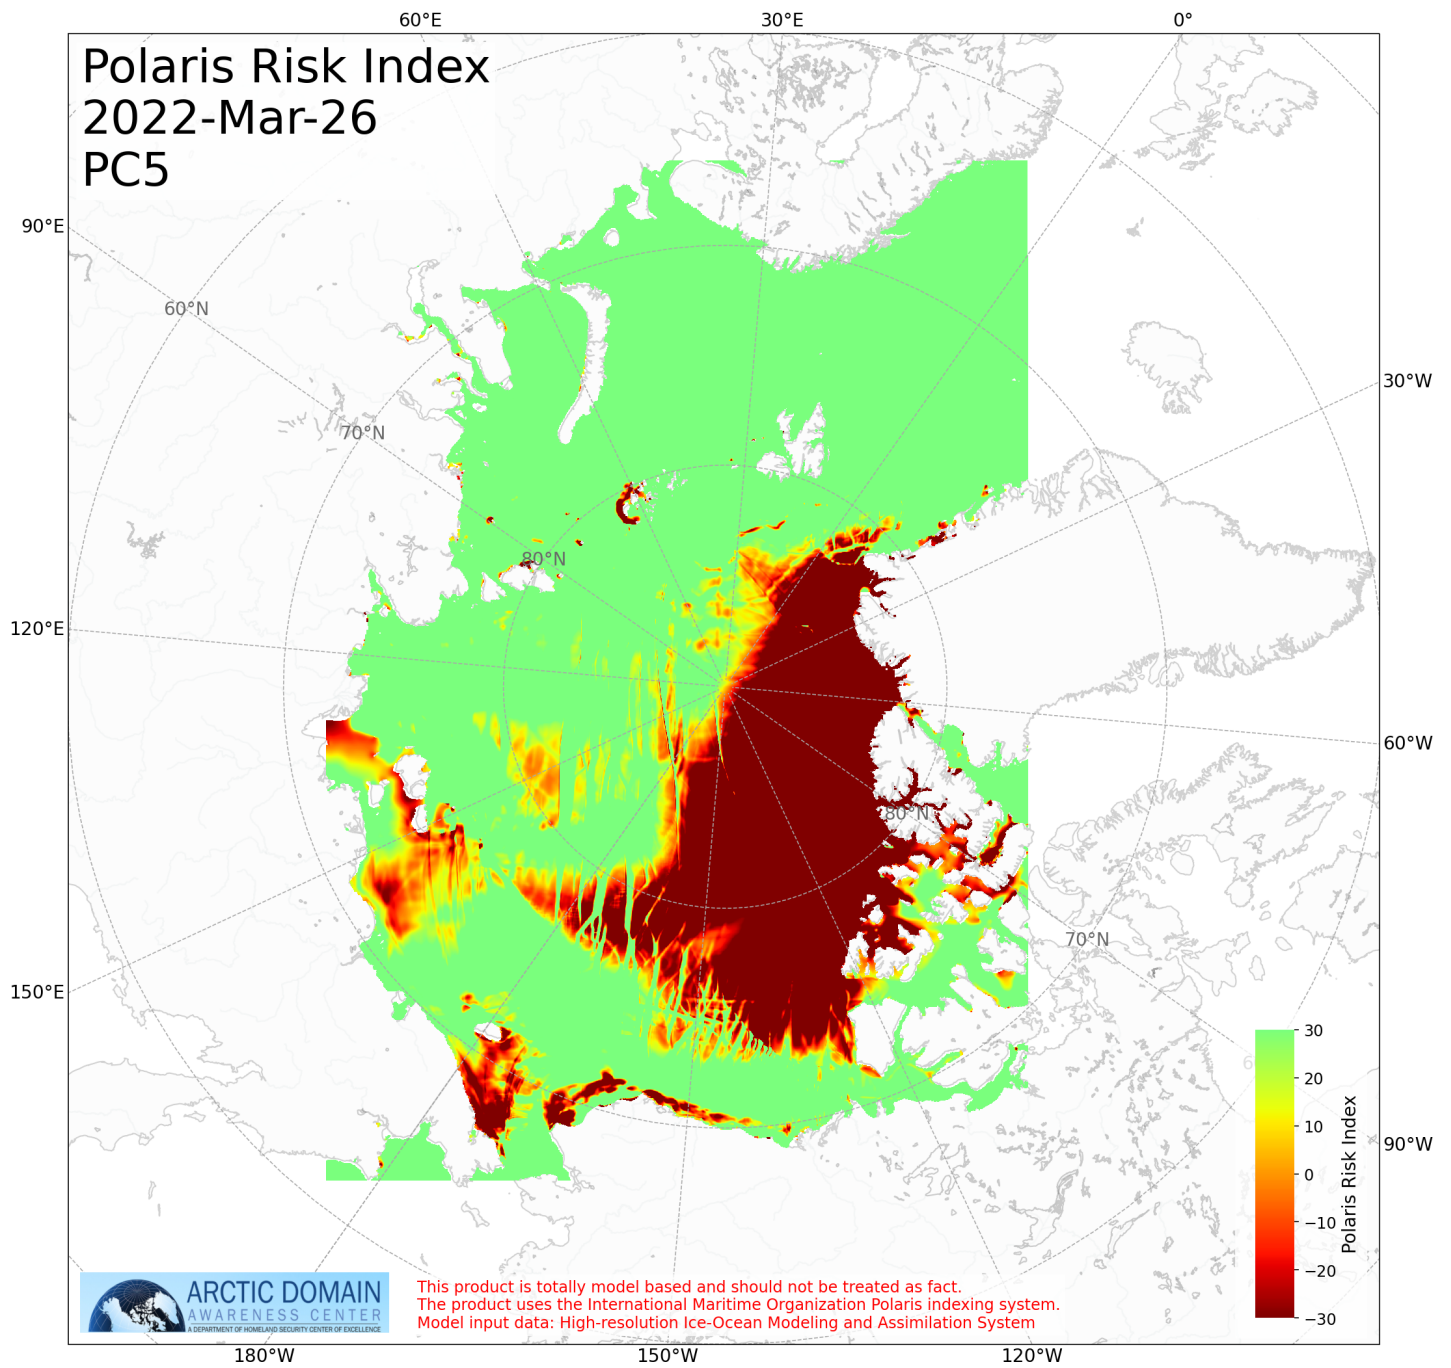 60°E
30°E
0°
Polaris Risk Index
2022-Mar-26
PC5
90°E
60°N
30°W
70°N
80°N
120°E
60°W
80°N
70°N
150°E
30
20
10
0
−10
−20
−30
Polaris Risk Index
90°W
ARCTIC DOMAIN
AWARENESS CENTER
A DEPARTMENT OF HOMELAND SECURITY CENTER OF EXCELLENCE
This product is totally model based and should not be treated as fact.
The product uses the International Maritime Organization Polaris indexing system.
Model input data: High-resolution Ice-Ocean Modeling and Assimilation System
180°W
150°W
120°W